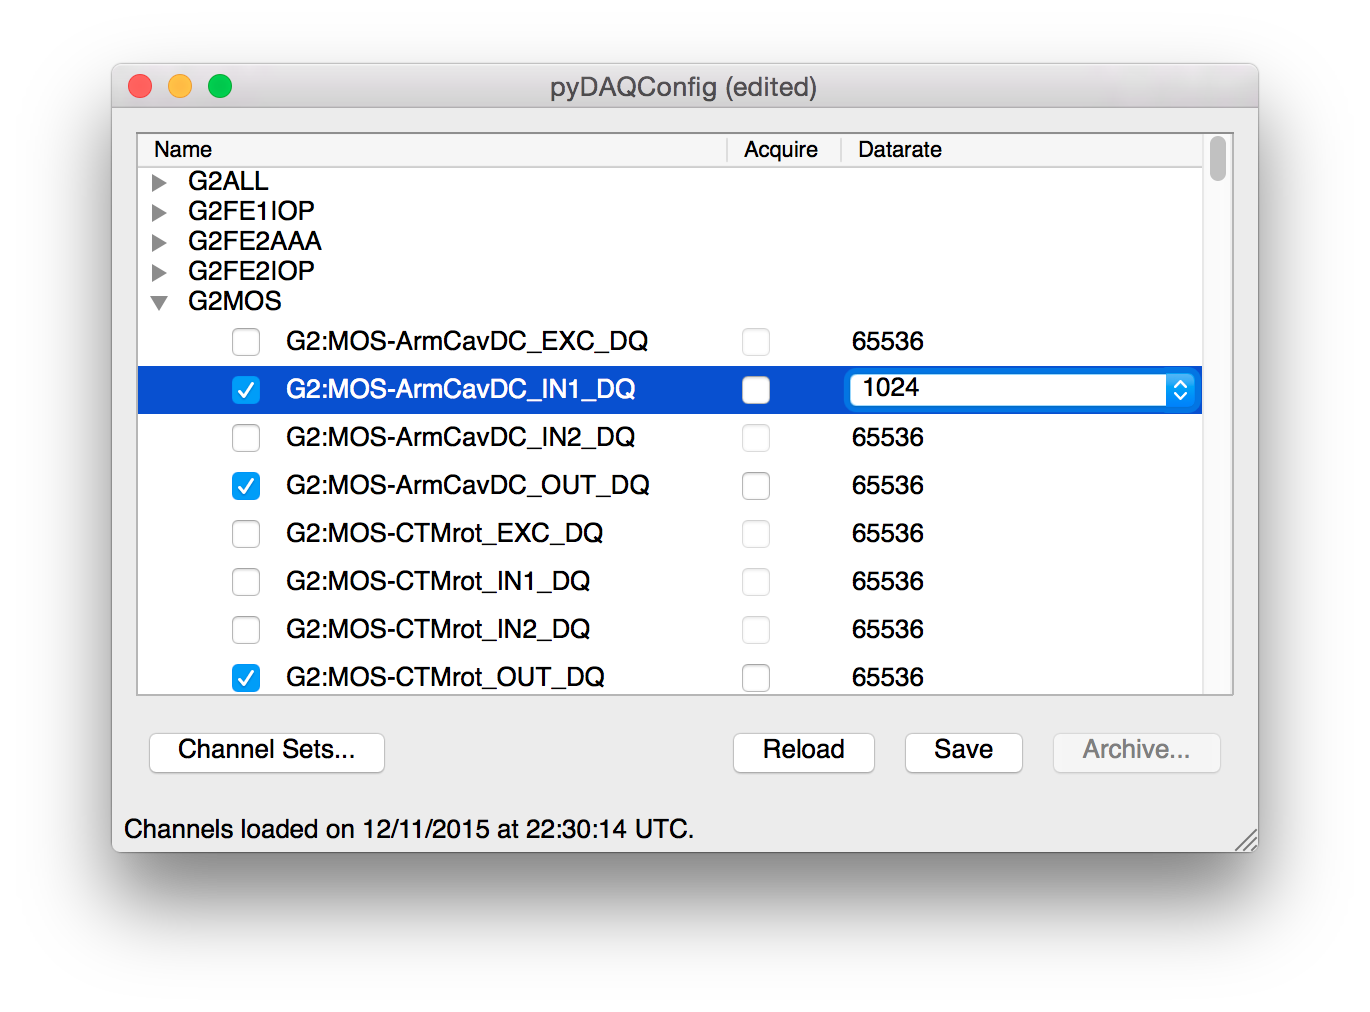 pyDAQConfig (edited)
Name Acquire Datarate
G2ALL
G2FE1IOP
G2FE2AAA
G2FE2IOP
G2MOS
G2:MOS-ArmCavDC_EXC_DQ 65536
G2:MOS-ArmCavDC_IN1_DQ 1024
G2:MOS-ArmCavDC_IN2_DQ 65536
G2:MOS-ArmCavDC_OUT_DQ 65536
G2:MOS-CTMrot_EXC_DQ 65536
G2:MOS-CTMrot_IN1_DQ 65536
G2:MOS-CTMrot_IN2_DQ 65536
G2:MOS-CTMrot_OUT_DQ 65536
Channel Sets... Reload Save Archive...
Channels loaded on 12/11/2015 at 22:30:14 UTC.